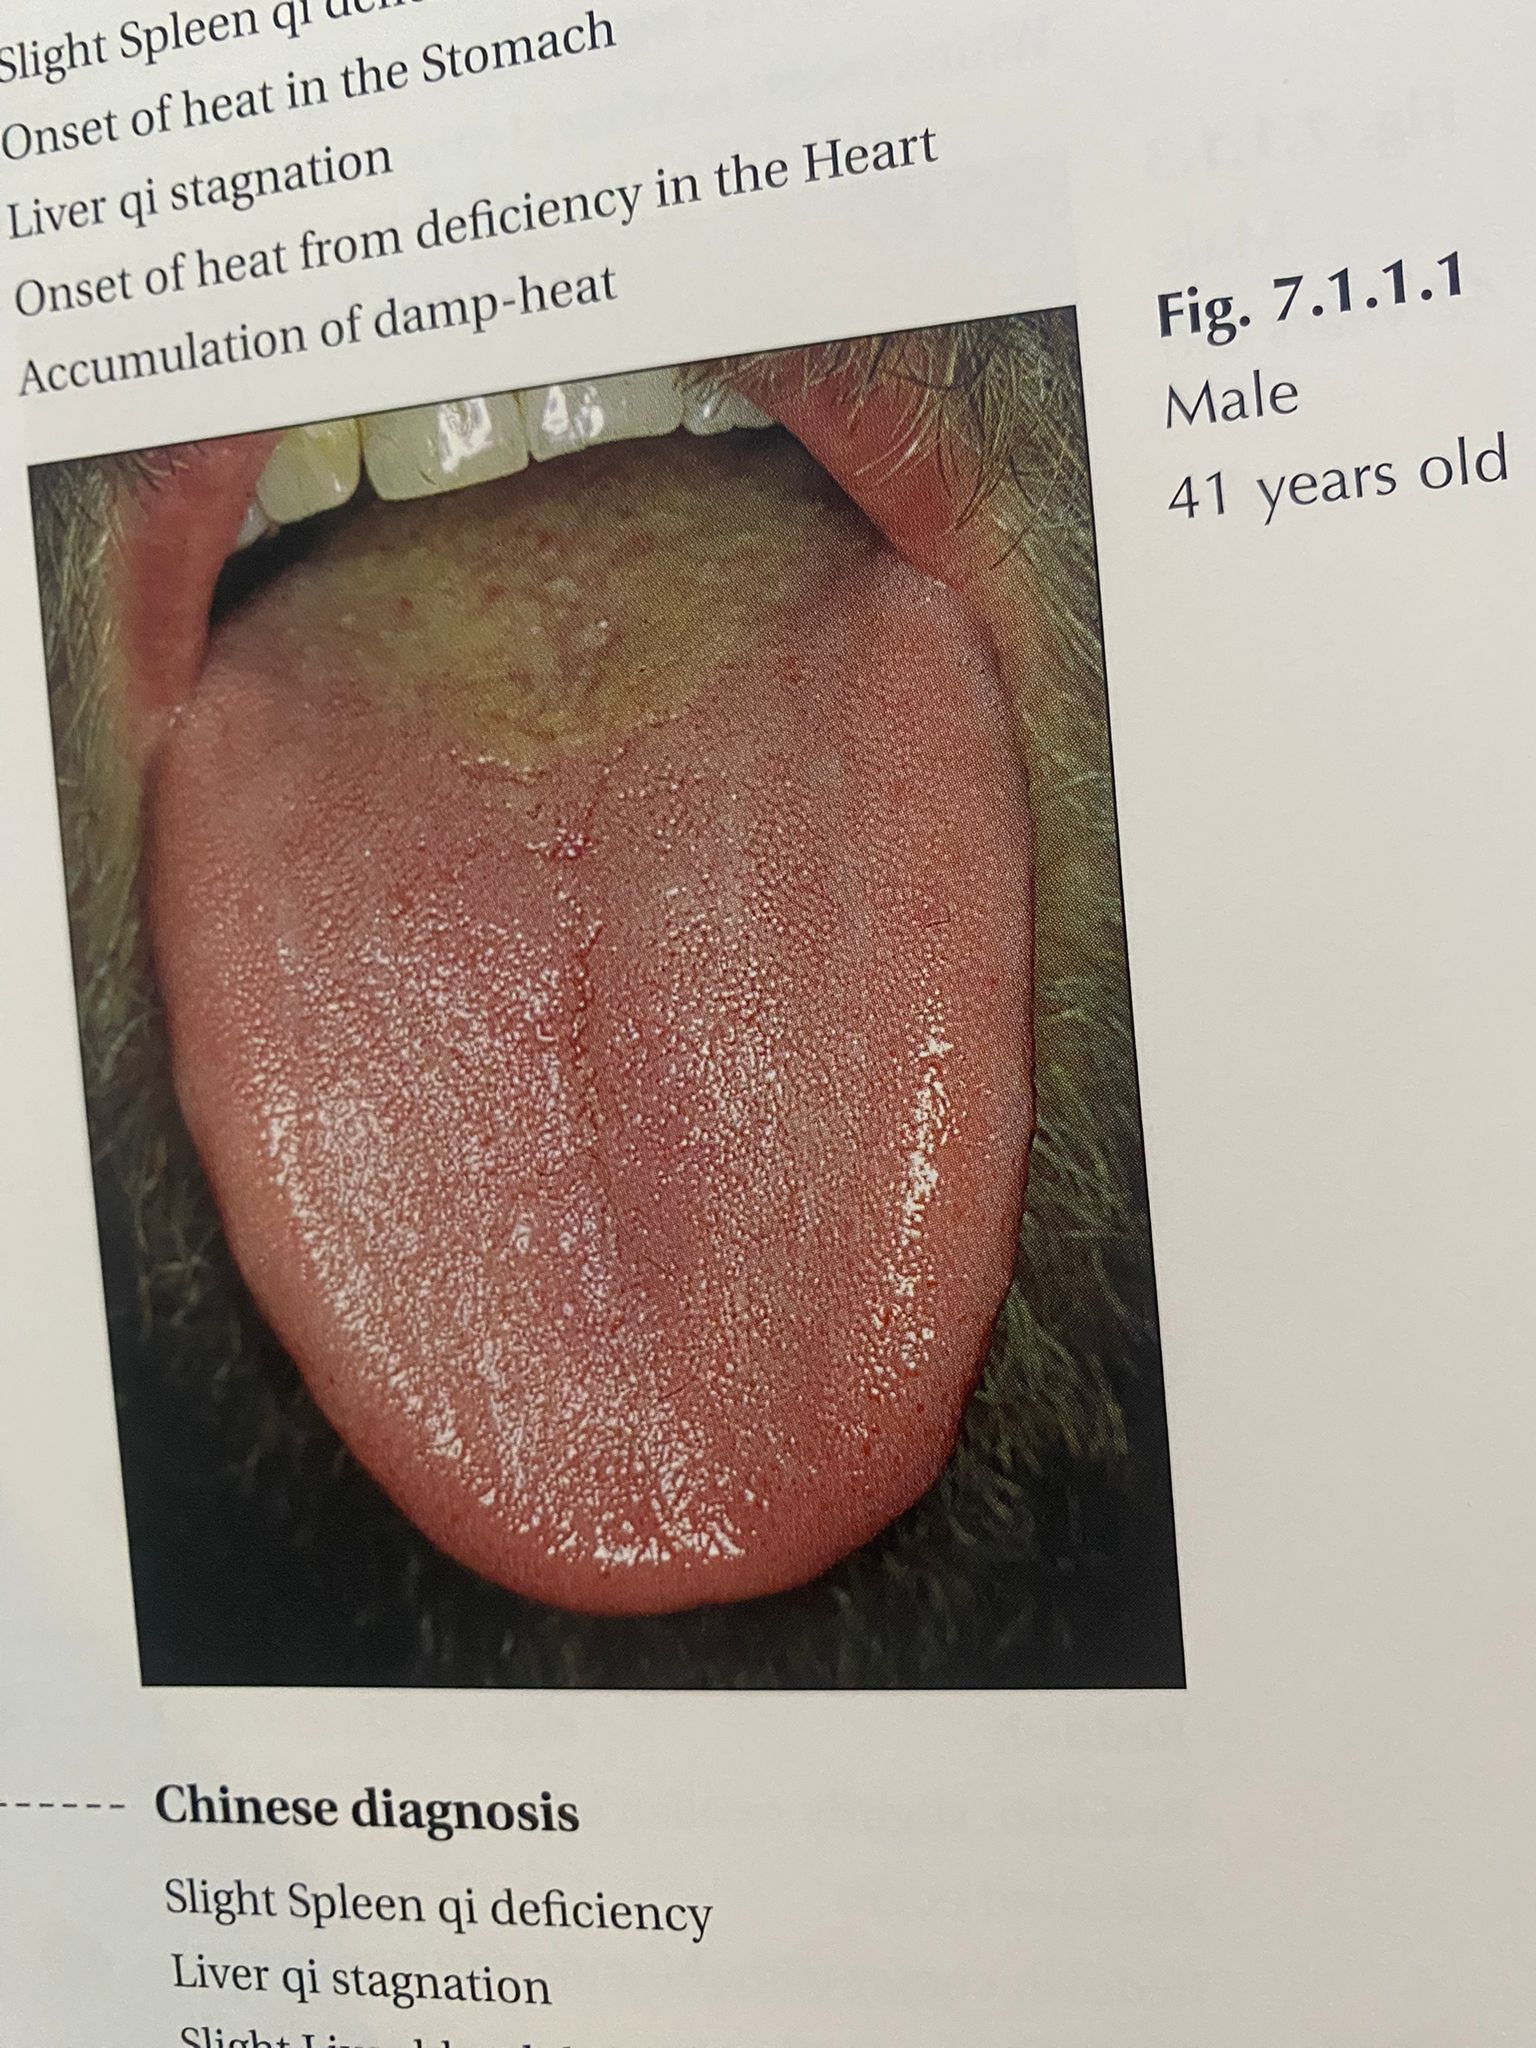 Slight Spleen qi
Onset of heat in the Stomach
Liver qi stagnation
Onset of heat from deficiency in the Heart
Accumulation of damp-heat
Fig. 7.1.1.1
Male
41 years old
Chinese diagnosis
Slight Spleen qi deficiency
Liver qi stagnation
Slight